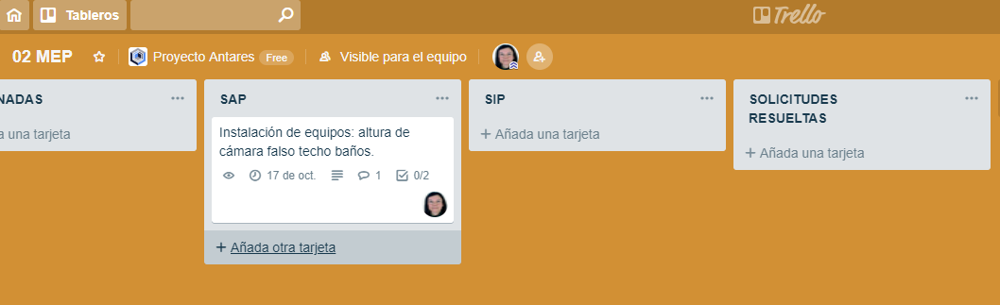 Tableros
Trello
02 MEP
Proyecto Antares Free
Visible para el equipo
NADAS
a una tarjeta
SAP
Instalación de equipos: altura de
cámara falso techo baños.
17 de oct. 1 0/2
+ Añada otra tarjeta
SIP
+ Añada una tarjeta
SOLICITUDES
RESUELTAS
+ Añada una tarjeta